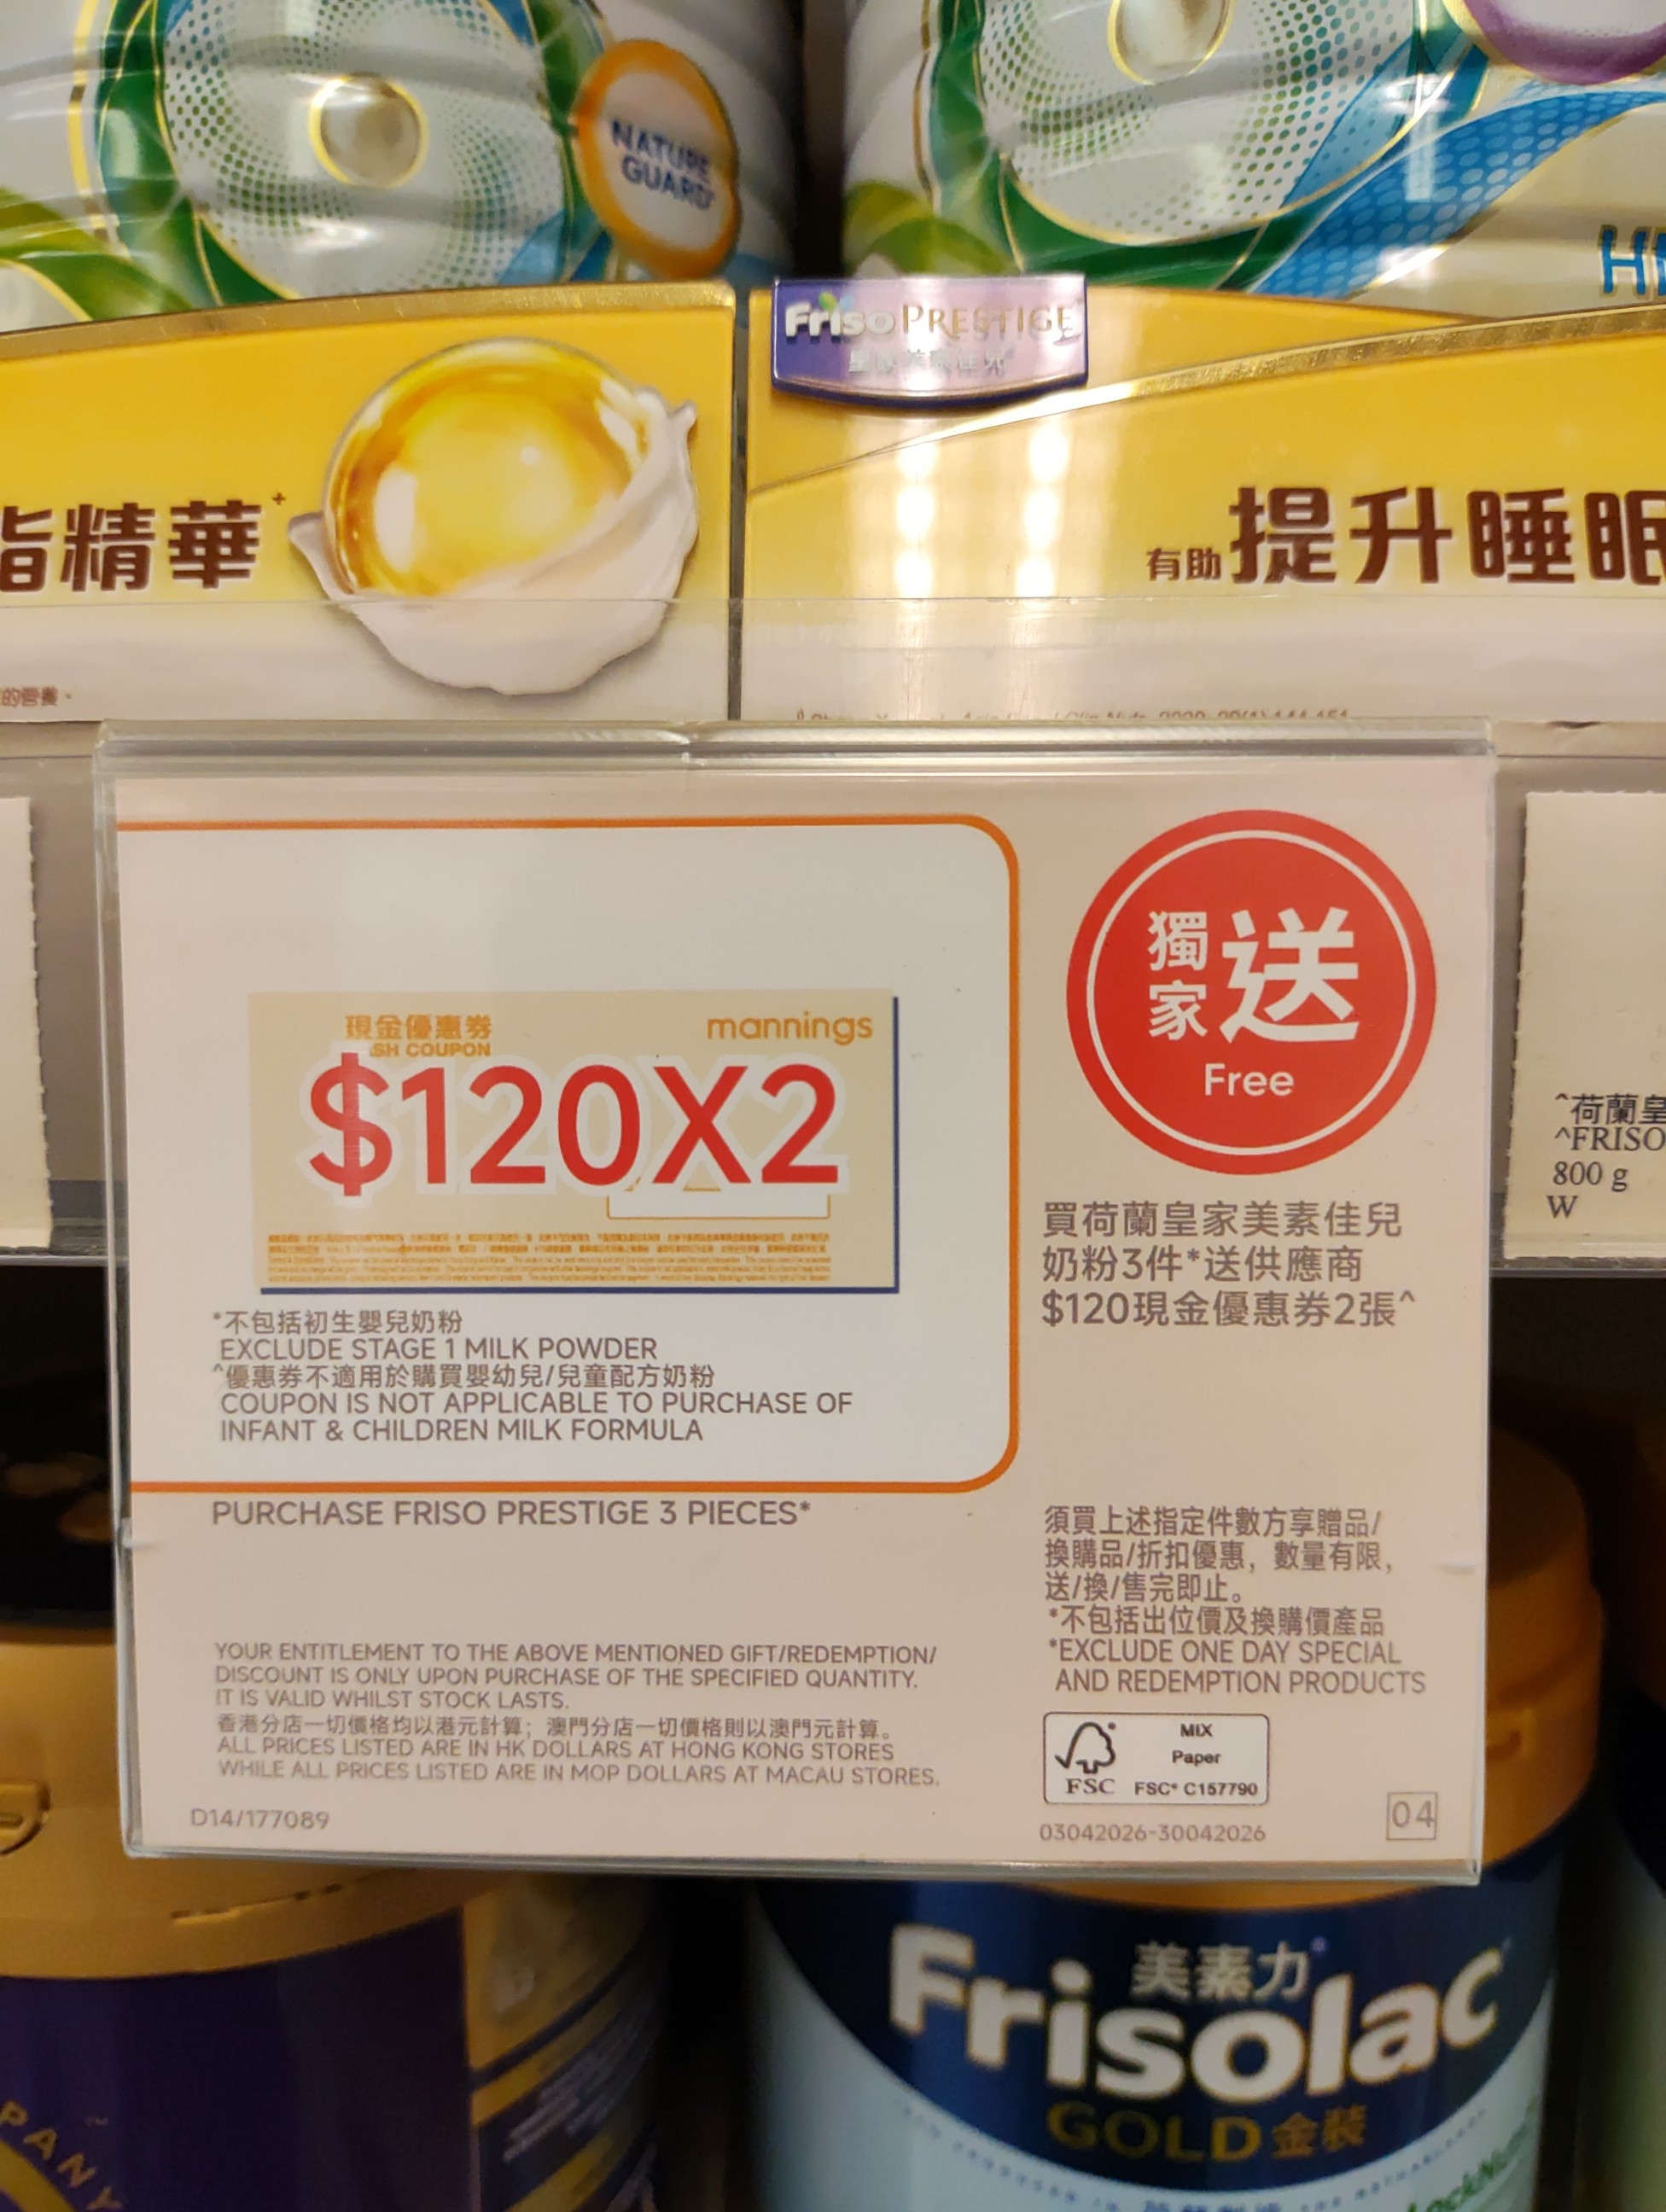 NATURE
GUARD
Friso PRESTIGE
皇家美素佳兒
精華+
有助提升睡眠
的營養。
現金優惠券
mannings
SH COUPON
$120X2
獨家送
Free
買荷蘭皇家美素佳兒
奶粉3件*送供應商
$120現金優惠券2張^
*不包括初生嬰兒奶粉
EXCLUDE STAGE 1 MILK POWDER
^優惠券不適用於購買嬰幼兒/兒童配方奶粉
COUPON IS NOT APPLICABLE TO PURCHASE OF
INFANT & CHILDREN MILK FORMULA
PURCHASE FRISO PRESTIGE 3 PIECES*
須買上述指定件數方享贈品/
換購品/折扣優惠，數量有限，
送/換/售完即止。
*不包括出位價及換購價產品
*EXCLUDE ONE DAY SPECIAL
AND REDEMPTION PRODUCTS
YOUR ENTITLEMENT TO THE ABOVE MENTIONED GIFT/REDEMPTION/
DISCOUNT IS ONLY UPON PURCHASE OF THE SPECIFIED QUANTITY.
IT IS VALID WHILST STOCK LASTS.
香港分店一切價格均以港元計算；澳門分店一切價格則以澳門元計算。
ALL PRICES LISTED ARE IN HK DOLLARS AT HONG KONG STORES
WHILE ALL PRICES LISTED ARE IN MOP DOLLARS AT MACAU STORES.
D14/177089
FSC
MIX
Paper
FSC® C157790
03042026-30042026
04
^荷蘭皇
^FRISO
800 g
W
美素力
Frisolac
GOLD 金裝
PANY